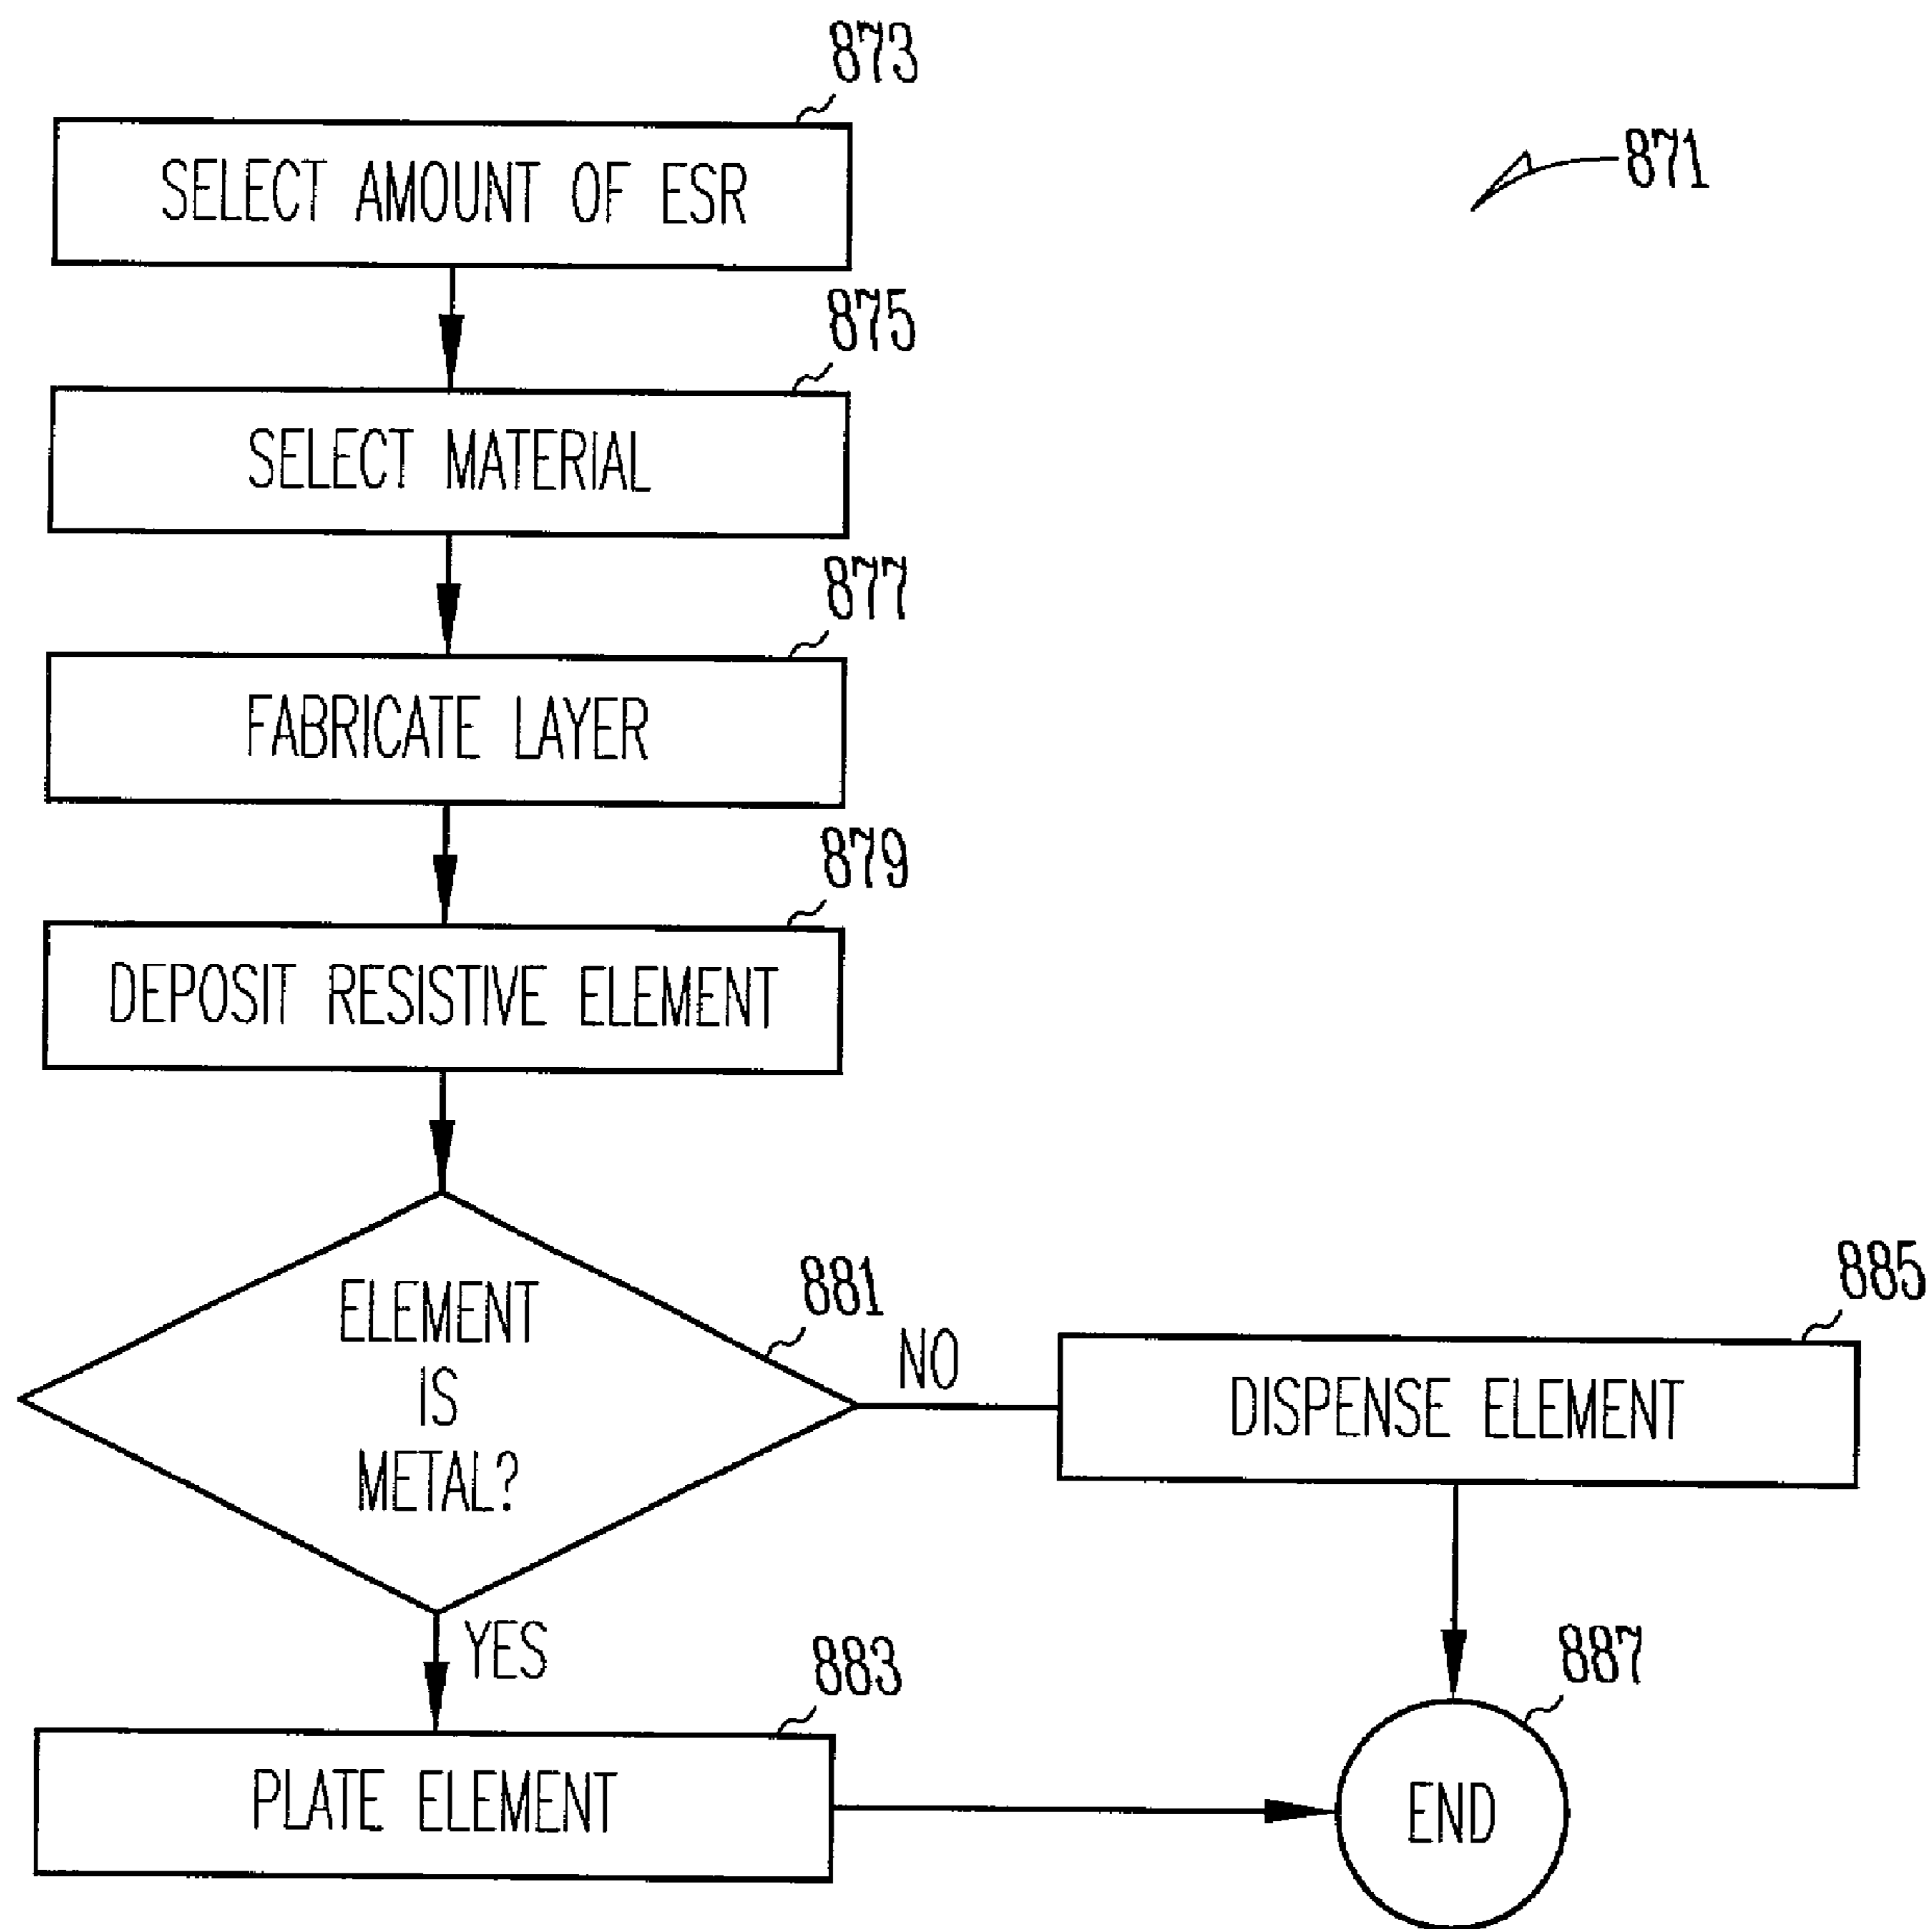 873
SELECT AMOUNT OF ESR
871
875
SELECT MATERIAL
877
FABRICATE LAYER
879
DEPOSIT RESISTIVE ELEMENT
881
ELEMENT
IS
METAL?
NO
885
DISPENSE ELEMENT
YES
883
PLATE ELEMENT
887
END